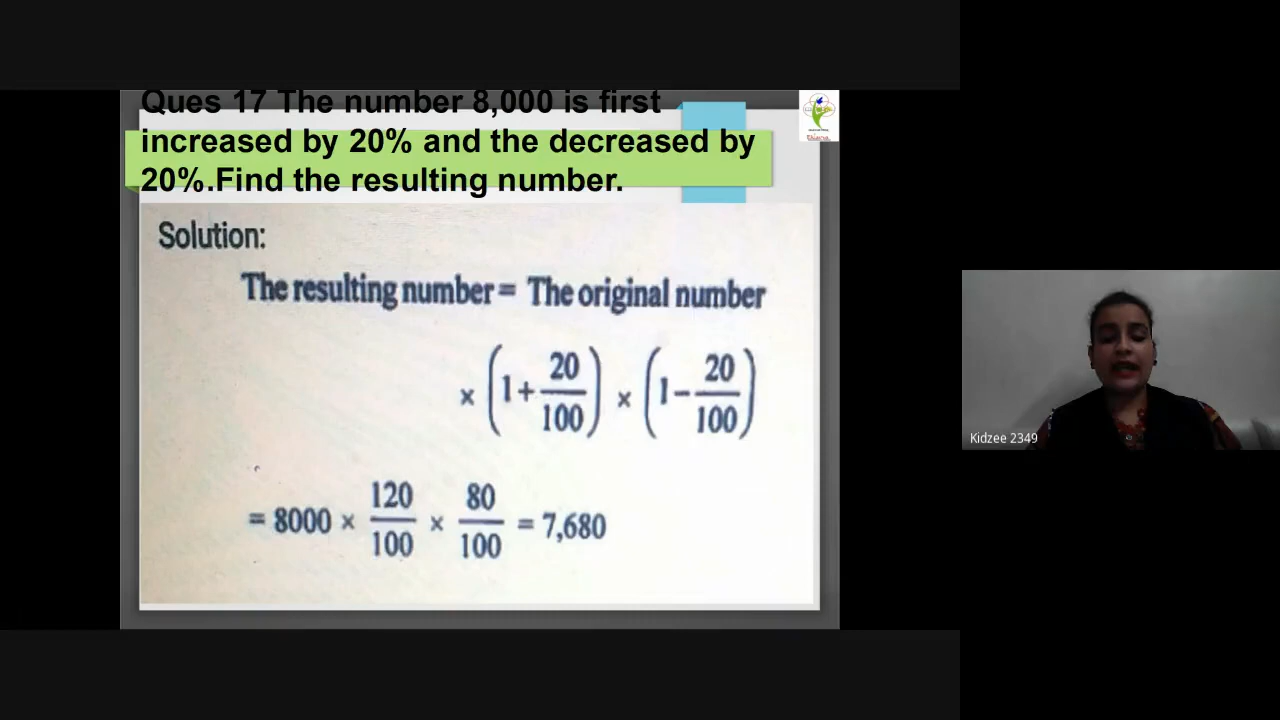 Ques 17 The number 8,000 is first
increased by 20% and the decreased by
20%.Find the resulting number.
Solution:
The resulting number = The original number
× (1 + 20/100) × (1 − 20/100)
= 8000 × 120/100 × 80/100 = 7,680
Kidzee 2349